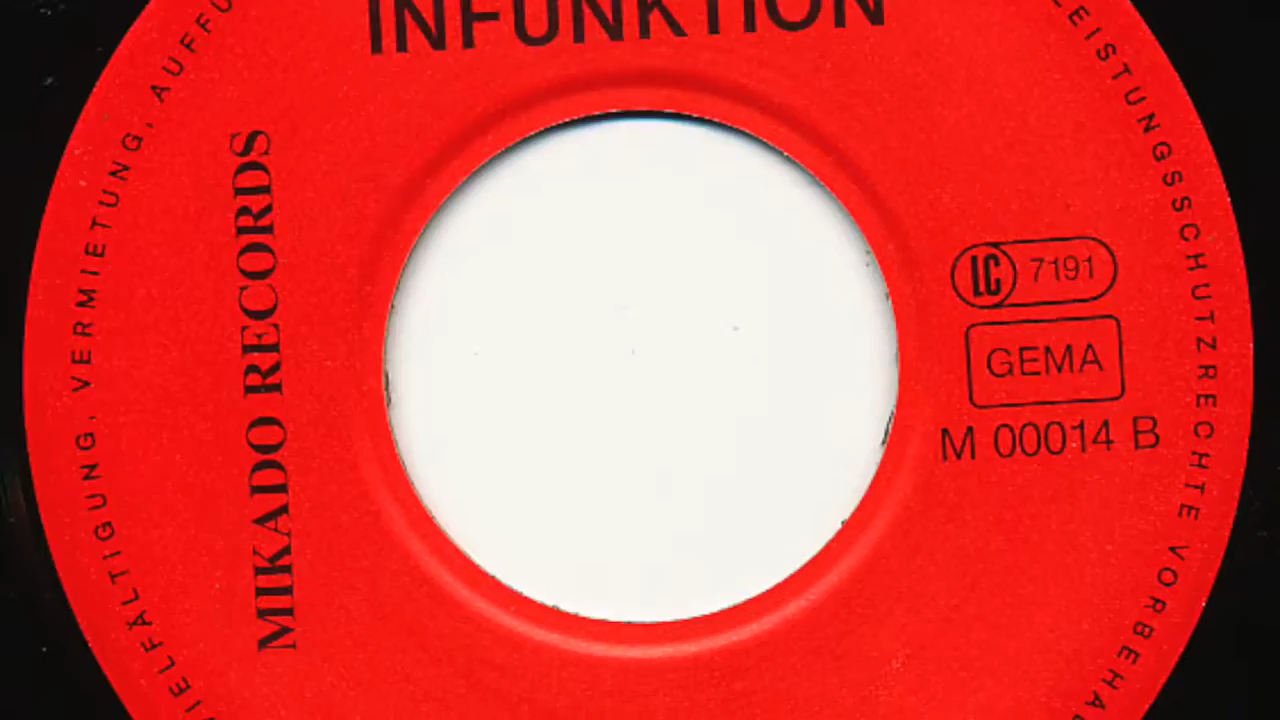 INFUNKTION
MIKADO RECORDS
LC 7191
GEMA
M 00014 B
VERMIETUNG,
LEISTUNGSSCHUTZRECHTE